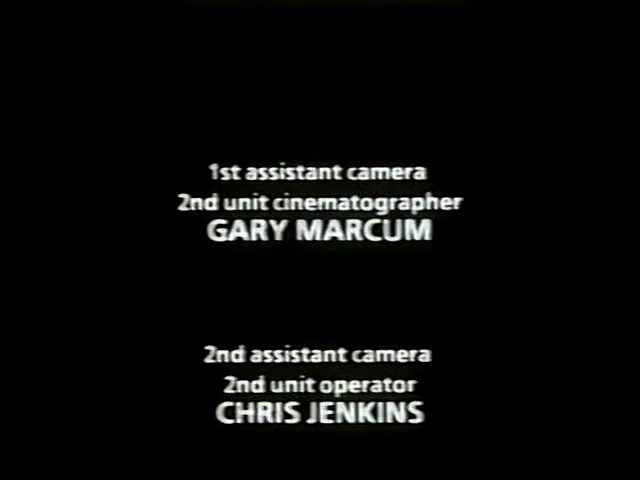 1st assistant camera
2nd unit cinematographer
GARY MARCUM
2nd assistant camera
2nd unit operator
CHRIS JENKINS